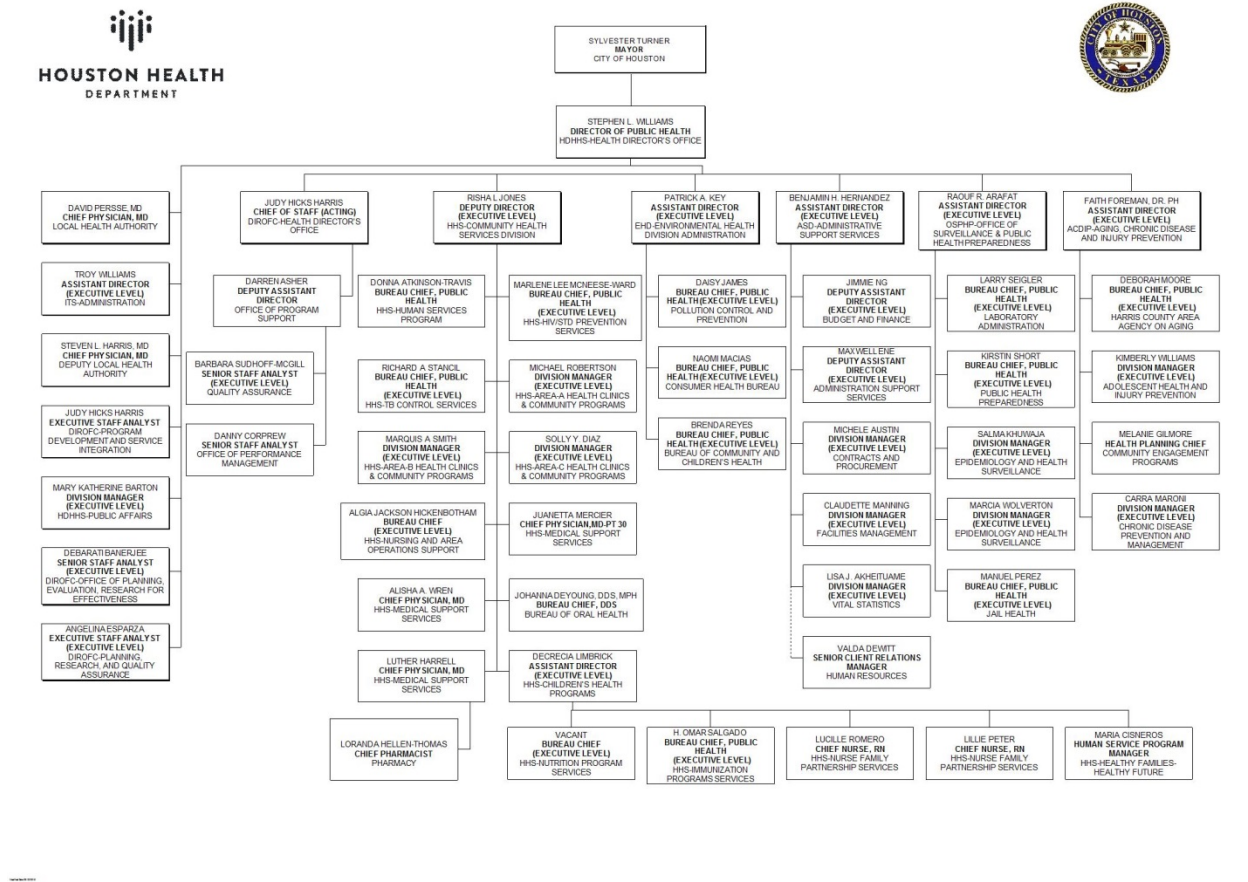 HOUSTON HEALTH
DEPARTMENT
SYLVESTER TURNER
MAYOR
CITY OF HOUSTON
CITY OF HOUSTON
TEXAS
STEPHEN L. WILLIAMS
DIRECTOR OF PUBLIC HEALTH
HDHHS-HEALTH DIRECTOR'S OFFICE
DAVID PERSSE, MD
CHIEF PHYSICIAN, MD
LOCAL HEALTH AUTHORITY
TROY WILLIAMS
ASSISTANT DIRECTOR
(EXECUTIVE LEVEL)
ITS-ADMINISTRATION
STEVEN L. HARRIS, MD
CHIEF PHYSICIAN, MD
DEPUTY LOCAL HEALTH
AUTHORITY
JUDY HICKS HARRIS
EXECUTIVE STAFF ANALYST
DIROFC-PROGRAM
DEVELOPMENT AND SERVICE
INTEGRATION
MARY KATHERINE BARTON
DIVISION MANAGER
(EXECUTIVE LEVEL)
HDHHS-PUBLIC AFFAIRS
DEBARATI BANERJEE
SENIOR STAFF ANALYST
(EXECUTIVE LEVEL)
DIROFC-OFFICE OF PLANNING,
EVALUATION, RESEARCH FOR
EFFECTIVENESS
ANGELINA ESPARZA
EXECUTIVE STAFF ANALYST
(EXECUTIVE LEVEL)
DIROFC-PLANNING,
RESEARCH, AND QUALITY
ASSURANCE
JUDY HICKS HARRIS
CHIEF OF STAFF (ACTING)
DIROFC-HEALTH DIRECTOR'S
OFFICE
DARREN ASHER
DEPUTY ASSISTANT
DIRECTOR
OFFICE OF PROGRAM
SUPPORT
BARBARA SUDHOFF-MCGILL
SENIOR STAFF ANALYST
(EXECUTIVE LEVEL)
QUALITY ASSURANCE
DANNY CORPREW
SENIOR STAFF ANALYST
OFFICE OF PERFORMANCE
MANAGEMENT
RISHA L JONES
DEPUTY DIRECTOR
(EXECUTIVE LEVEL)
HHS-COMMUNITY HEALTH
SERVICES DIVISION
DONNA ATKINSON-TRAVIS
BUREAU CHIEF, PUBLIC
HEALTH
HHS-HUMAN SERVICES
PROGRAM
MARLENE LEE MCNEESE-WARD
BUREAU CHIEF, PUBLIC
HEALTH
(EXECUTIVE LEVEL)
HHS-HIV/STD PREVENTION
SERVICES
RICHARD A STANCIL
BUREAU CHIEF, PUBLIC
HEALTH
(EXECUTIVE LEVEL)
HHS-TB CONTROL SERVICES
MICHAEL ROBERTSON
DIVISION MANAGER
(EXECUTIVE LEVEL)
HHS-AREA-A HEALTH CLINICS
& COMMUNITY PROGRAMS
MARQUIS A SMITH
DIVISION MANAGER
(EXECUTIVE LEVEL)
HHS-AREA-B HEALTH CLINICS
& COMMUNITY PROGRAMS
SOLLY Y. DIAZ
DIVISION MANAGER
(EXECUTIVE LEVEL)
HHS-AREA-C HEALTH CLINICS
& COMMUNITY PROGRAMS
ALGIA JACKSON HICKENBOTHAM
BUREAU CHIEF
(EXECUTIVE LEVEL)
HHS-NURSING AND AREA
OPERATIONS SUPPORT
JUANETTA MERCIER
CHIEF PHYSICIAN,MD-PT 30
HHS-MEDICAL SUPPORT
SERVICES
ALISHA A. WREN
CHIEF PHYSICIAN, MD
HHS-MEDICAL SUPPORT
SERVICES
JOHANNA DEYOUNG, DDS, MPH
BUREAU CHIEF, DDS
BUREAU OF ORAL HEALTH
LUTHER HARRELL
CHIEF PHYSICIAN, MD
HHS-MEDICAL SUPPORT
SERVICES
DECRECIA LIMBRICK
ASSISTANT DIRECTOR
(EXECUTIVE LEVEL)
HHS-CHILDREN'S HEALTH
PROGRAMS
LORANDA HELLEN-THOMAS
CHIEF PHARMACIST
PHARMACY
VACANT
BUREAU CHIEF
(EXECUTIVE LEVEL)
HHS-NUTRITION PROGRAM
SERVICES
H. OMAR SALGADO
BUREAU CHIEF, PUBLIC
HEALTH
(EXECUTIVE LEVEL)
HHS-IMMUNIZATION
PROGRAMS SERVICES
LUCILLE ROMERO
CHIEF NURSE, RN
HHS-NURSE FAMILY
PARTNERSHIP SERVICES
LILLIE PETER
CHIEF NURSE, RN
HHS-NURSE FAMILY
PARTNERSHIP SERVICES
MARIA CISNEROS
HUMAN SERVICE PROGRAM
MANAGER
HHS-HEALTHY FAMILIES-
HEALTHY FUTURE
PATRICK A. KEY
ASSISTANT DIRECTOR
(EXECUTIVE LEVEL)
EHD-ENVIRONMENTAL HEALTH
DIVISION ADMINISTRATION
DAISY JAMES
BUREAU CHIEF, PUBLIC
HEALTH (EXECUTIVE LEVEL)
POLLUTION CONTROL AND
PREVENTION
NAOMI MACIAS
BUREAU CHIEF, PUBLIC
HEALTH (EXECUTIVE LEVEL)
CONSUMER HEALTH BUREAU
BRENDA REYES
BUREAU CHIEF, PUBLIC
HEALTH (EXECUTIVE LEVEL)
BUREAU OF COMMUNITY AND
CHILDREN'S HEALTH
BENJAMIN H. HERNANDEZ
ASSISTANT DIRECTOR
(EXECUTIVE LEVEL)
ASD-ADMINISTRATIVE
SUPPORT SERVICES
JIMMIE NG
DEPUTY ASSISTANT
DIRECTOR
(EXECUTIVE LEVEL)
BUDGET AND FINANCE
MAXWELL ENE
DEPUTY ASSISTANT
DIRECTOR
(EXECUTIVE LEVEL)
ADMINISTRATION SUPPORT
SERVICES
MICHELE AUSTIN
DIVISION MANAGER
(EXECUTIVE LEVEL)
CONTRACTS AND
PROCUREMENT
CLAUDETTE MANNING
DIVISION MANAGER
(EXECUTIVE LEVEL)
FACILITIES MANAGEMENT
LISA J. AKHEITUAME
DIVISION MANAGER
(EXECUTIVE LEVEL)
VITAL STATISTICS
VALDA DEWITT
SENIOR CLIENT RELATIONS
MANAGER
HUMAN RESOURCES
RAOUF R. ARAFAT
ASSISTANT DIRECTOR
(EXECUTIVE LEVEL)
OSPHP-OFFICE OF
SURVEILLANCE & PUBLIC
HEALTH PREPAREDNESS
LARRY SEIGLER
BUREAU CHIEF, PUBLIC
HEALTH
(EXECUTIVE LEVEL)
LABORATORY
ADMINISTRATION
KIRSTIN SHORT
BUREAU CHIEF, PUBLIC
HEALTH
(EXECUTIVE LEVEL)
PUBLIC HEALTH
PREPAREDNESS
SALMA KHUWAJA
DIVISION MANAGER
(EXECUTIVE LEVEL)
EPIDEMIOLOGY AND HEALTH
SURVEILLANCE
MARCIA WOLVERTON
DIVISION MANAGER
(EXECUTIVE LEVEL)
EPIDEMIOLOGY AND HEALTH
SURVEILLANCE
MANUEL PEREZ
BUREAU CHIEF, PUBLIC
HEALTH
(EXECUTIVE LEVEL)
JAIL HEALTH
FAITH FOREMAN, DR. PH
ASSISTANT DIRECTOR
(EXECUTIVE LEVEL)
ACDIP-AGING, CHRONIC DISEASE
AND INJURY PREVENTION
DEBORAH MOORE
BUREAU CHIEF, PUBLIC
HEALTH
(EXECUTIVE LEVEL)
HARRIS COUNTY AREA
AGENCY ON AGING
KIMBERLY WILLIAMS
DIVISION MANAGER
(EXECUTIVE LEVEL)
ADOLESCENT HEALTH AND
INJURY PREVENTION
MELANIE GILMORE
HEALTH PLANNING CHIEF
COMMUNITY ENGAGEMENT
PROGRAMS
CARRA MARONI
DIVISION MANAGER
(EXECUTIVE LEVEL)
CHRONIC DISEASE
PREVENTION AND
MANAGEMENT